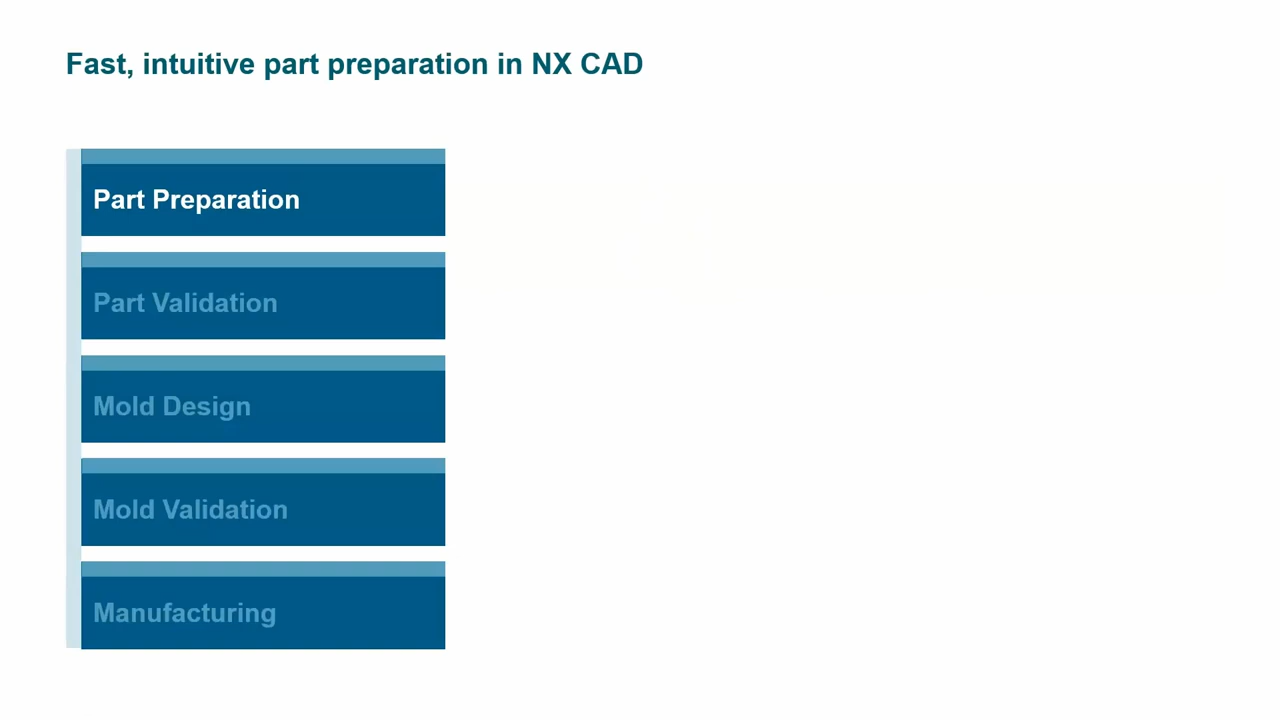 Fast, intuitive part preparation in NX CAD
Part Preparation
Part Validation
Mold Design
Mold Validation
Manufacturing